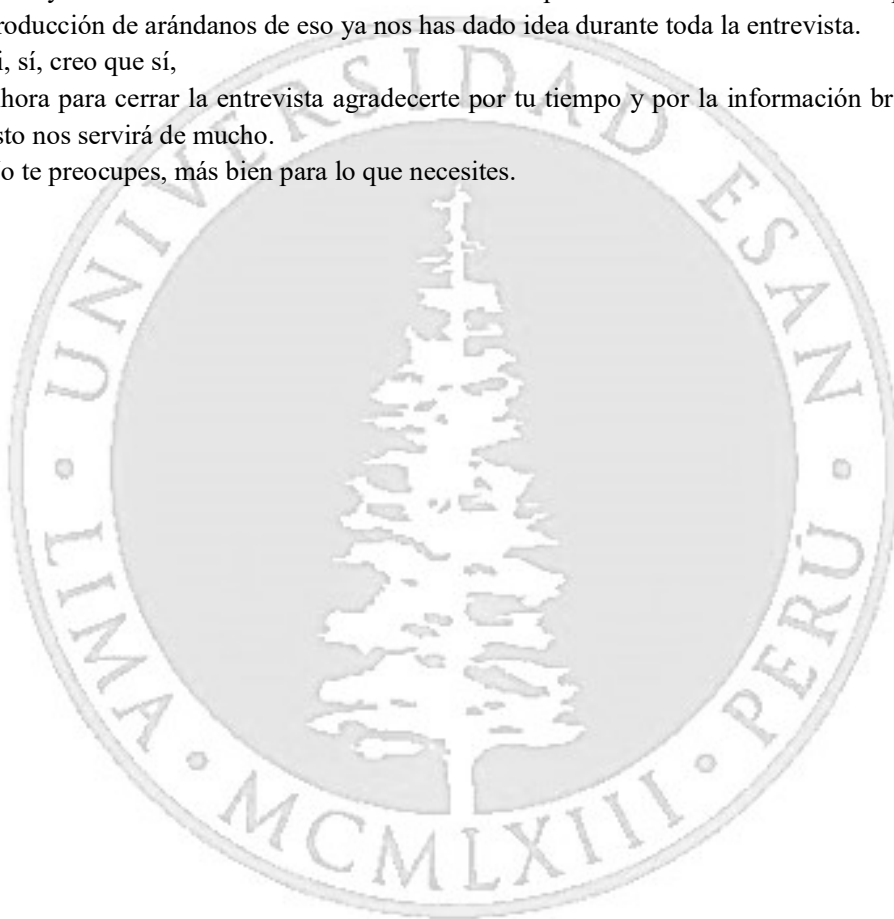 roducción de arándanos de eso ya nos has dado idea durante toda la entrevista.
i, sí, creo que sí,
hora para cerrar la entrevista agradecerte por tu tiempo y por la información br
sto nos servirá de mucho.
o te preocupes, más bien para lo que necesites.
UNIVERSIDAD ESAN
LIMA • MCMLXIII • PERÚ